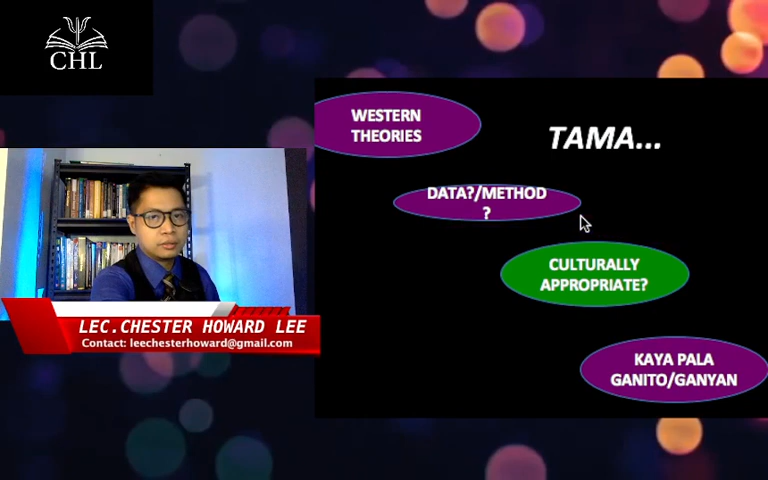 CHL
WESTERN
THEORIES
TAMA...
DATA?/METHOD
?
CULTURALLY
APPROPRIATE?
KAYA PALA
GANITO/GANYAN
LEC.CHESTER HOWARD LEE
Contact: leechesterhoward@gmail.com